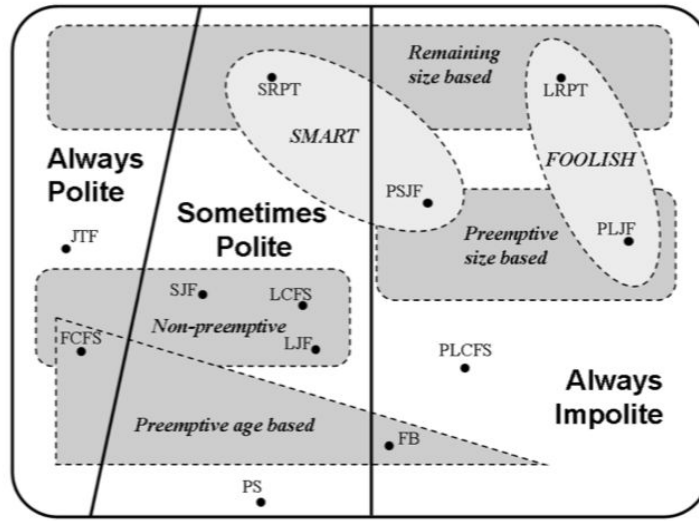 Remaining
size based
SRPT
LRPT
SMART
Always
Polite
FOOLISH
PSJF
Sometimes
Polite
JTF
Preemptive
size based
PLJF
SJF
LCFS
Non-preemptive
FCFS
LJF
PLCFS
Always
Impolite
Preemptive age based
FB
PS